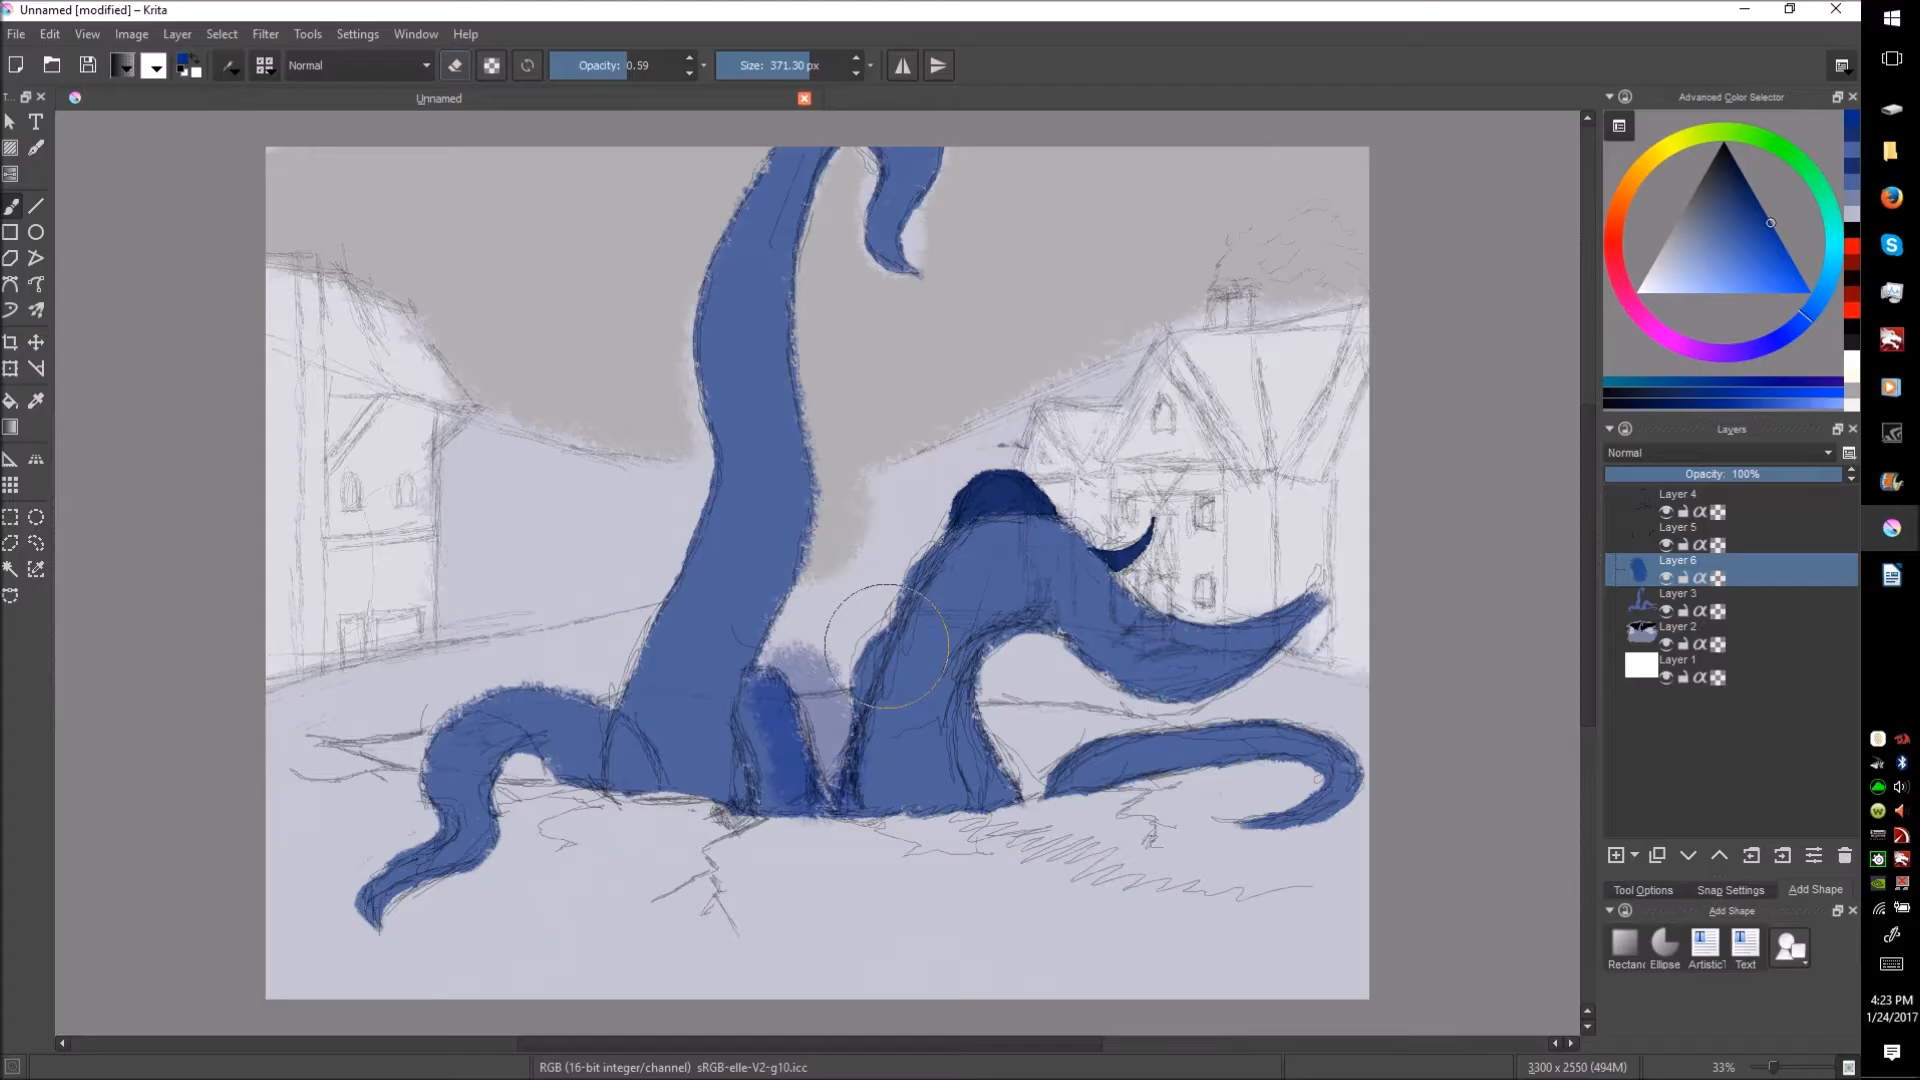 Unnamed [modified] – Krita
File Edit View Image Layer Select Filter Tools Settings Window Help
Normal Opacity: 0.59 Size: 371.30 px
T... Unnamed Advanced Color Selector
Layers
Normal
Opacity: 100%
Layer 4
Layer 5
Layer 6
Layer 3
Layer 2
Layer 1
Tool Options Snap Settings Add Shape
Add Shape
Rectanc Ellipse ArtisticT Text
4:23 PM
1/24/2017
RGB (16-bit integer/channel) sRGB-elle-V2-g10.icc 3300 x 2550 (494M) 33%